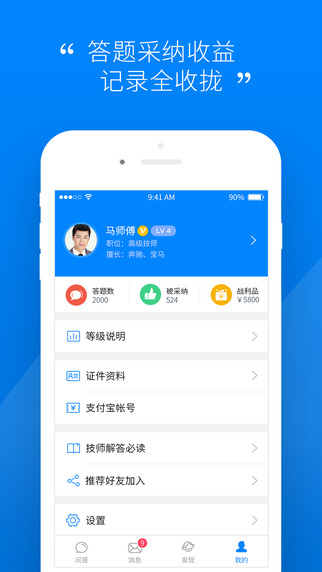 “答题采纳收益
记录全收拢”
9:41 AM
90%
马师傅 V LV 4
职位：高级技师
擅长：奔驰、宝马
答题数
2000
被采纳
524
战利品
￥5800
等级说明
证件资料
支付宝帐号
技师解答必读
推荐好友加入
设置
问答
消息 9
发现
我的